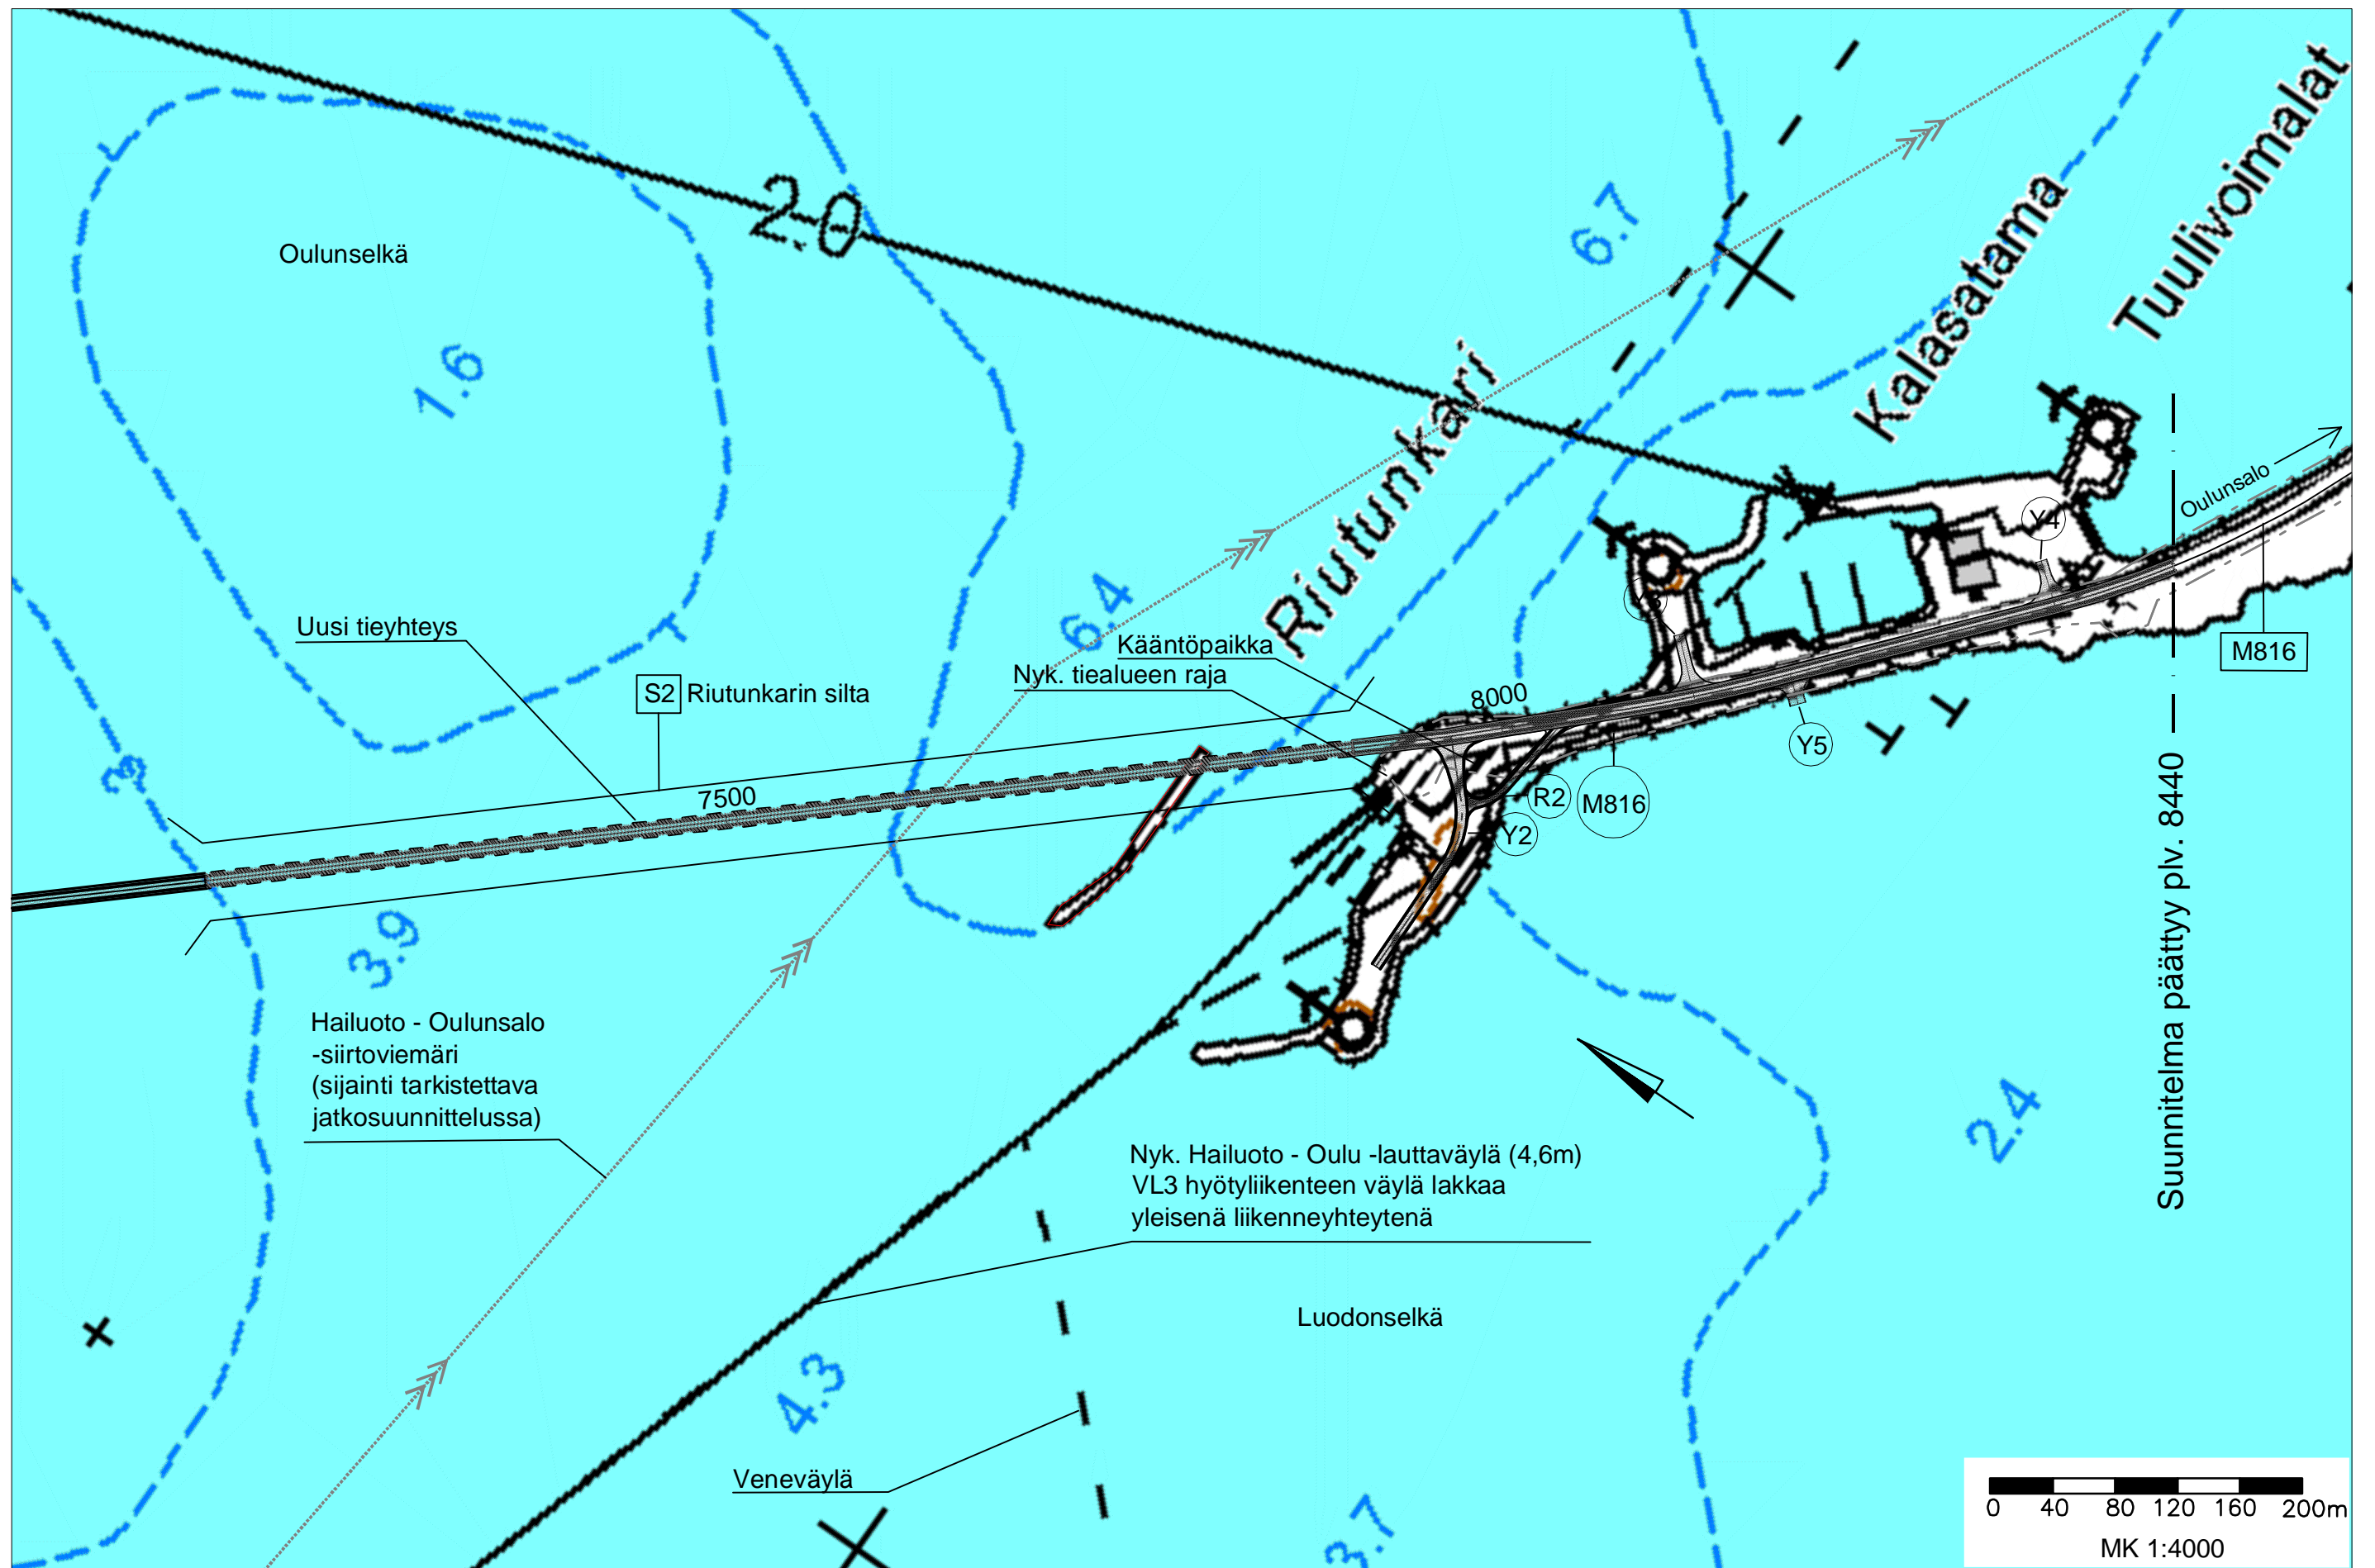 2.0
Oulunselkä
6.7
Kalasatama
Tuulivoimalat
1.6
Riutunkari
Oulunsalo
Y4
Y3
6.4
Uusi tieyhteys
Kääntöpaikka
Nyk. tiealueen raja
M816
S2 Riutunkarin silta
8000
Y5
3
7500
R2
M816
Y2
Suunnitelma päättyy plv. 8440
3.9
Hailuoto - Oulunsalo
-siirtoviemäri
(sijainti tarkistettava
jatkosuunnittelussa)
2.4
Nyk. Hailuoto - Oulu -lauttaväylä (4,6m)
VL3 hyötyliikenteen väylä lakkaa
yleisenä liikenneyhteytenä
Luodonselkä
4.3
Veneväylä
3.7
0 40 80 120 160 200m
MK 1:4000